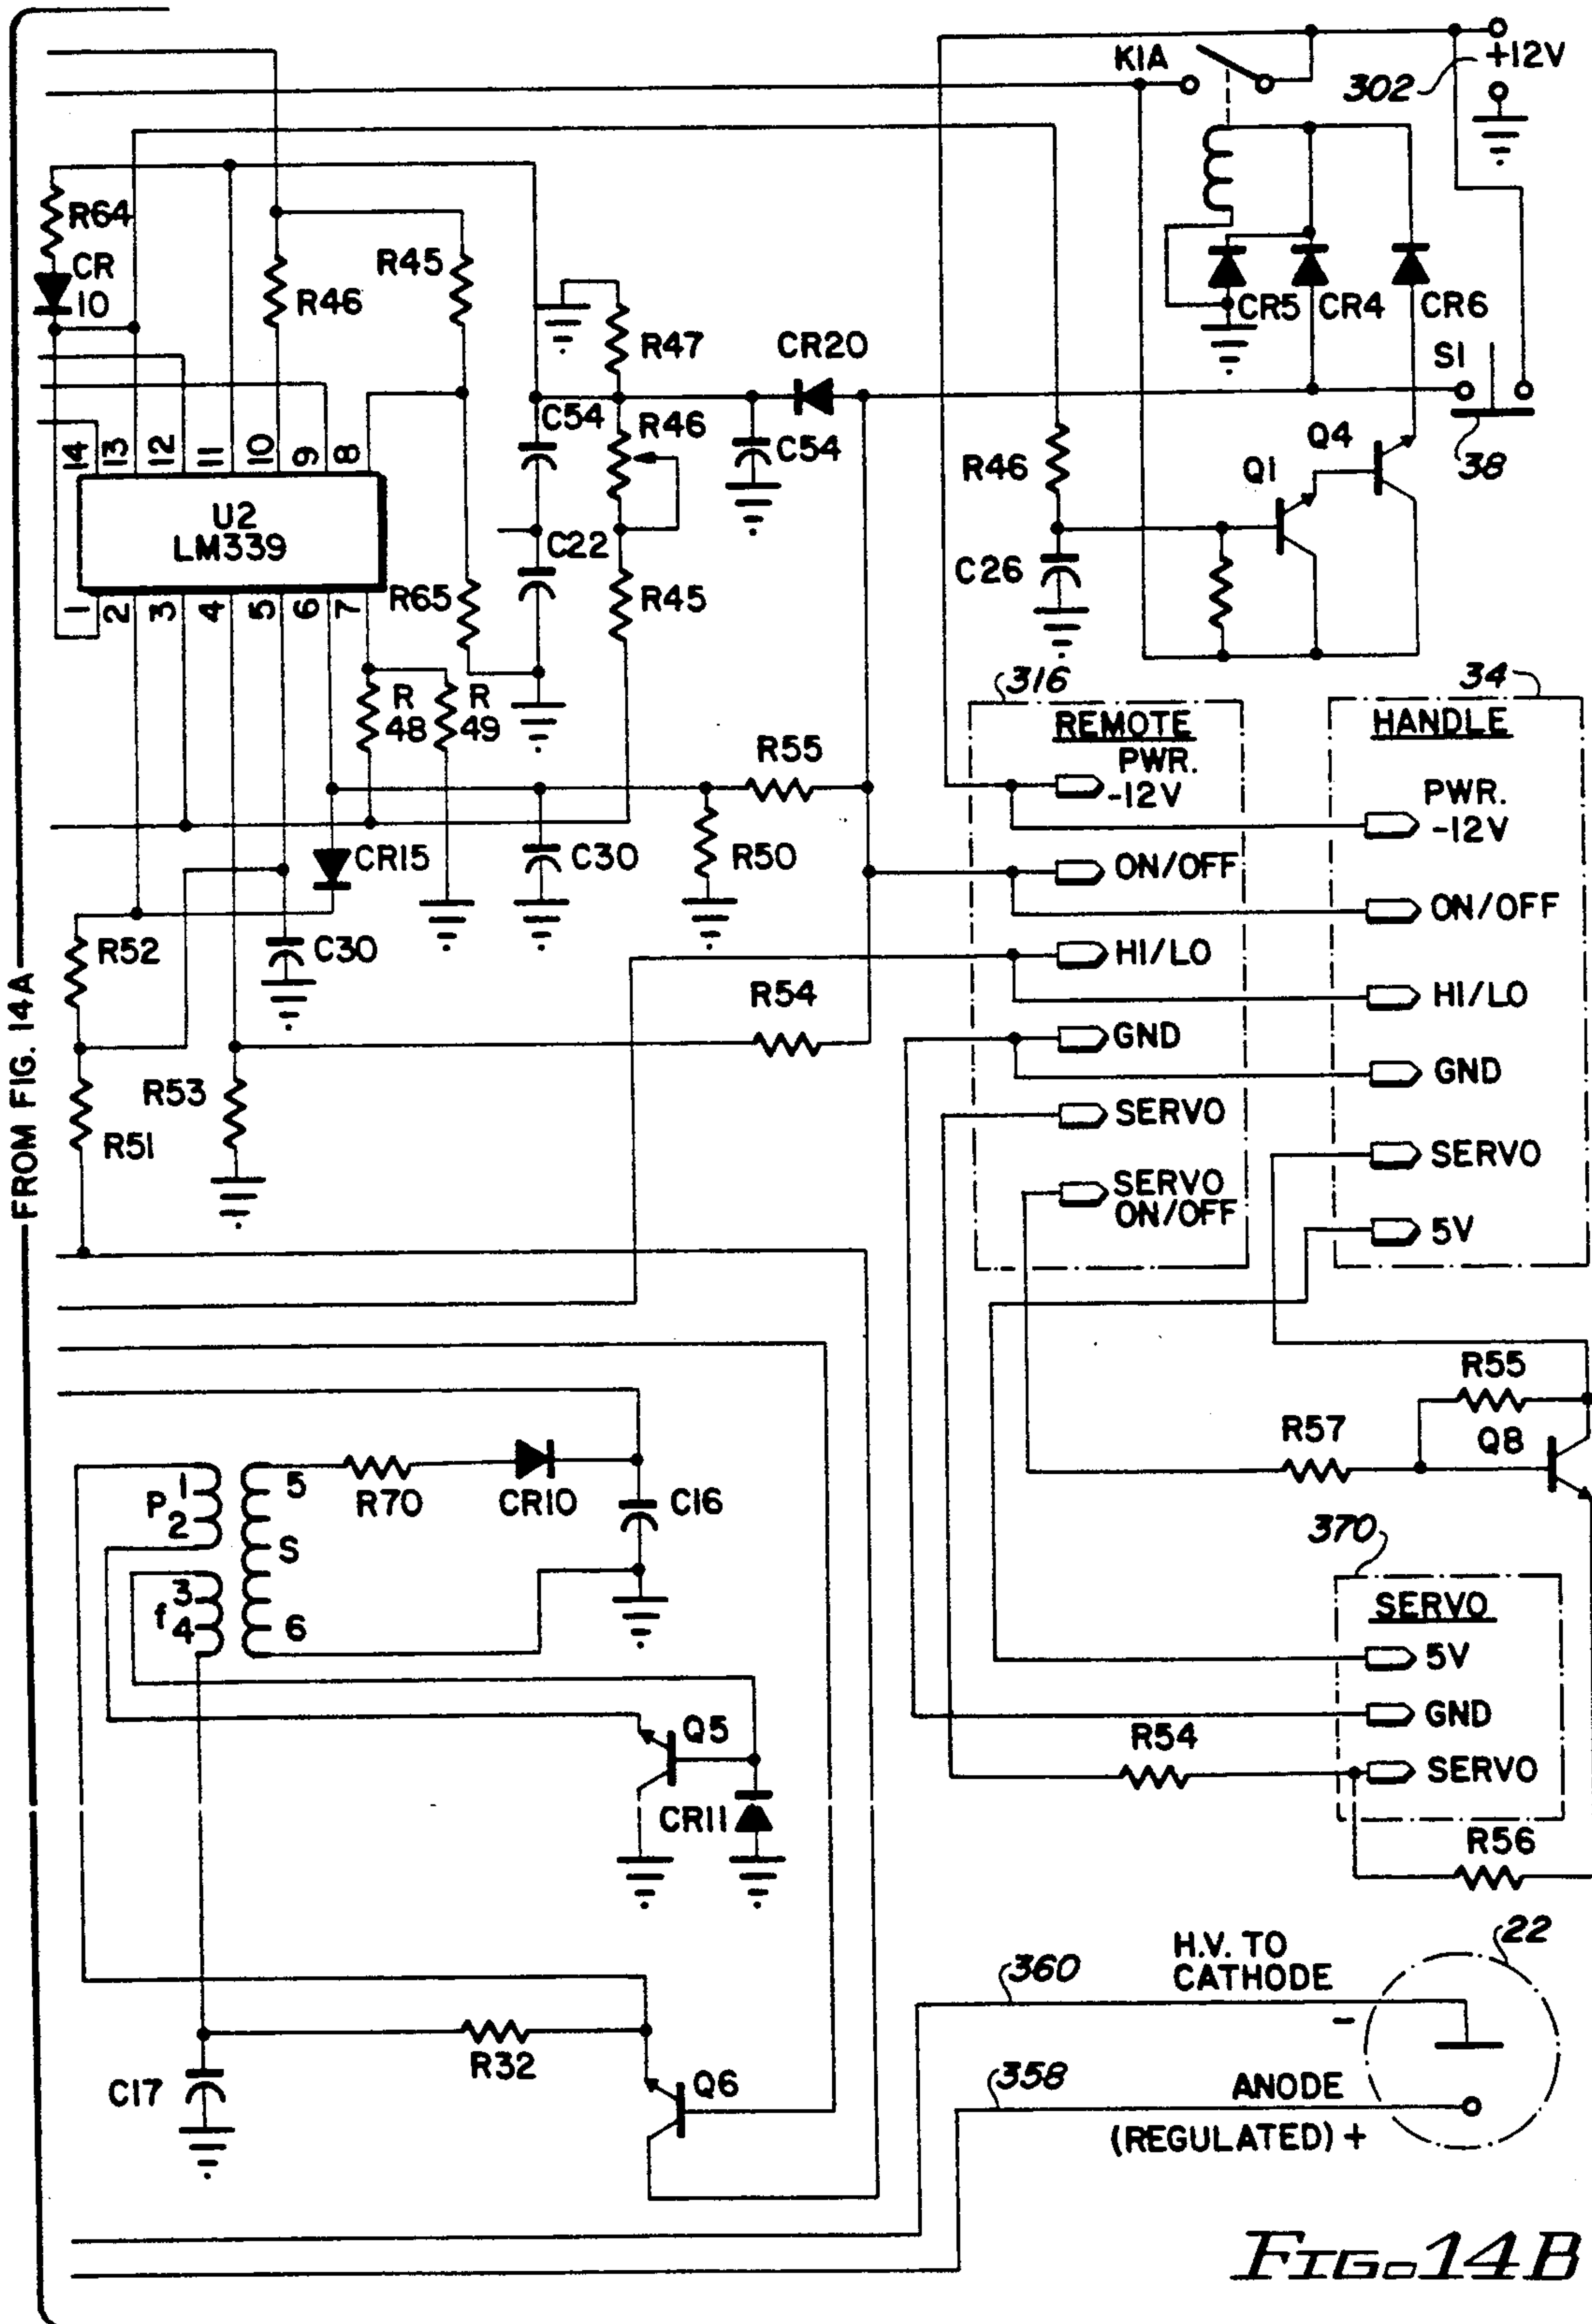 K1A
+12V
302
R64
CR
10
R46
R45
R47
CR20
CR5
CR4
CR6
S1
C54
R46
C54
R46
Q1
Q4
38
14
13
12
11
10
9
8
U2
LM339
1
2
3
4
5
6
7
R65
C22
R45
C26
R
48
R
49
316
34
REMOTE
HANDLE
PWR.
-12V
PWR.
-12V
R55
CR15
C30
R50
ON/OFF
ON/OFF
R52
C30
HI/LO
HI/LO
FROM FIG. 14A
R54
GND
GND
R53
R51
SERVO
SERVO
SERVO
ON/OFF
5V
R55
R57
Q8
1
P
2
5
S
R70
CR10
C16
3
f
4
6
370
SERVO
5V
GND
SERVO
Q5
R54
CR11
R56
H.V. TO
CATHODE
360
22
-
R32
C17
Q6
358
ANODE
(REGULATED) +
FIG. 14B